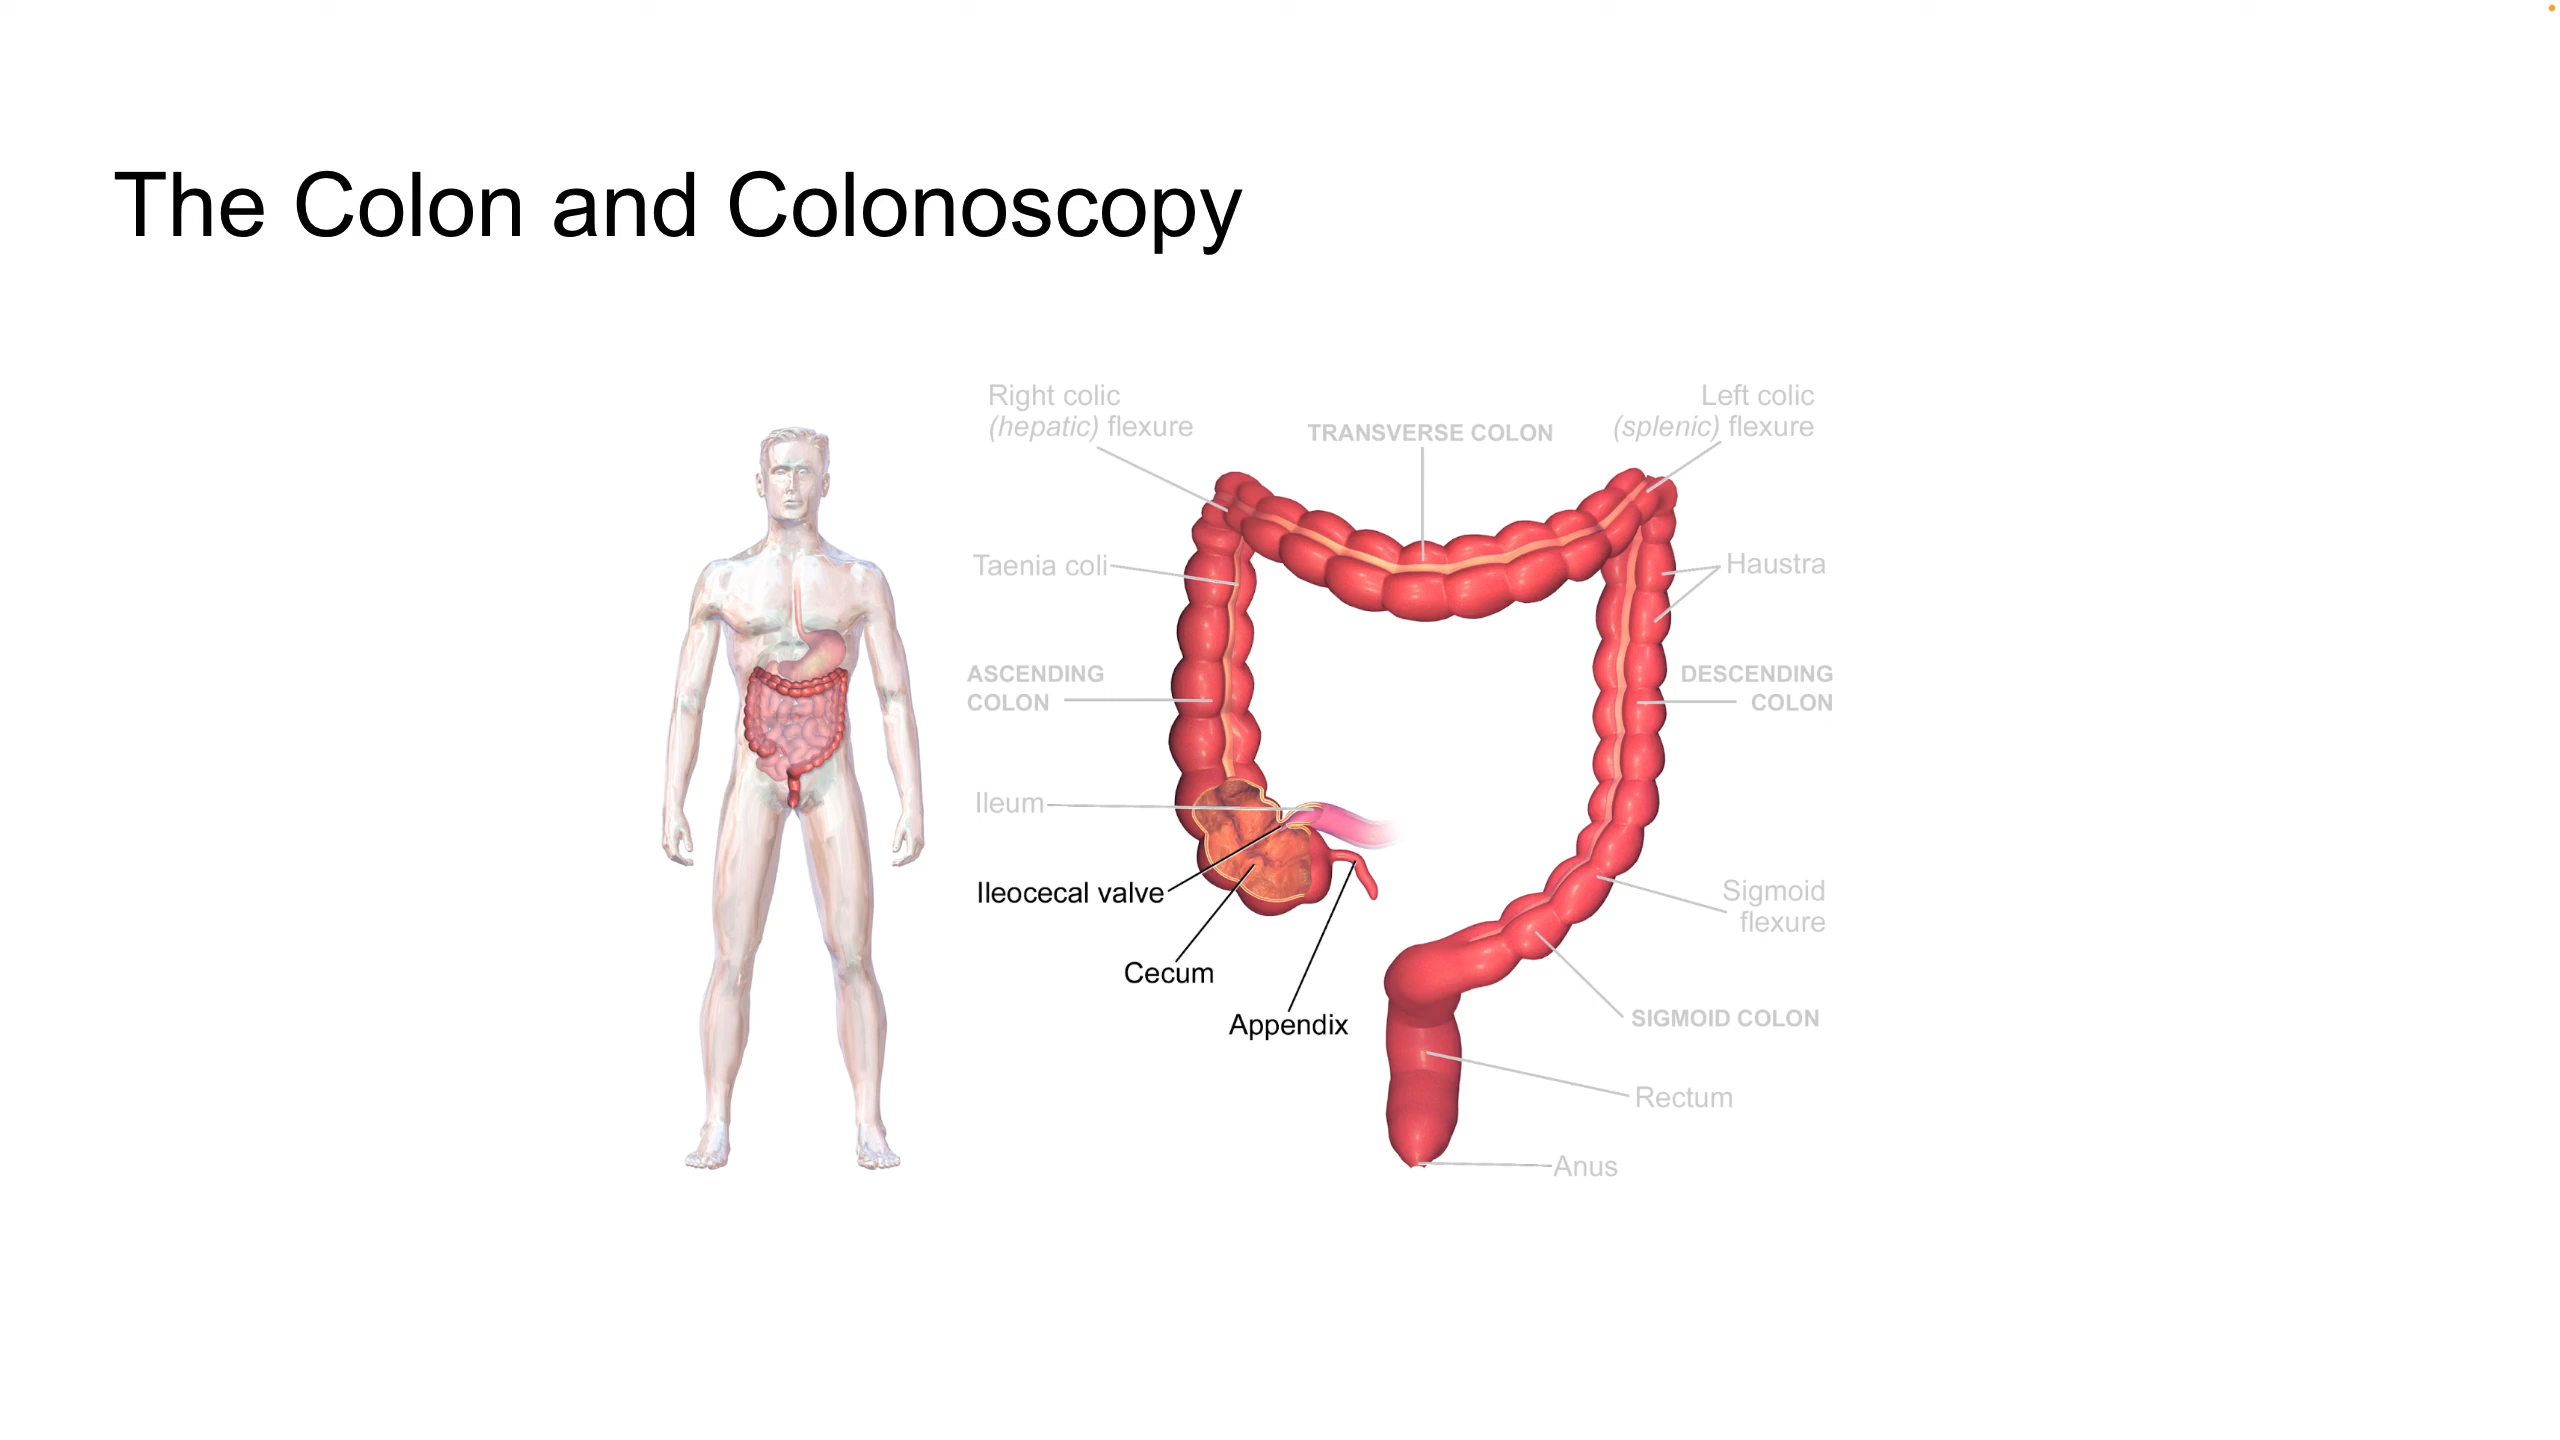 The Colon and Colonoscopy
Right colic
(hepatic) flexure
TRANSVERSE COLON
Left colic
(splenic) flexure
Taenia coli
Haustra
ASCENDING
COLON
DESCENDING
COLON
Ileum
Ileocecal valve
Sigmoid
flexure
Cecum
Appendix
SIGMOID COLON
Rectum
Anus